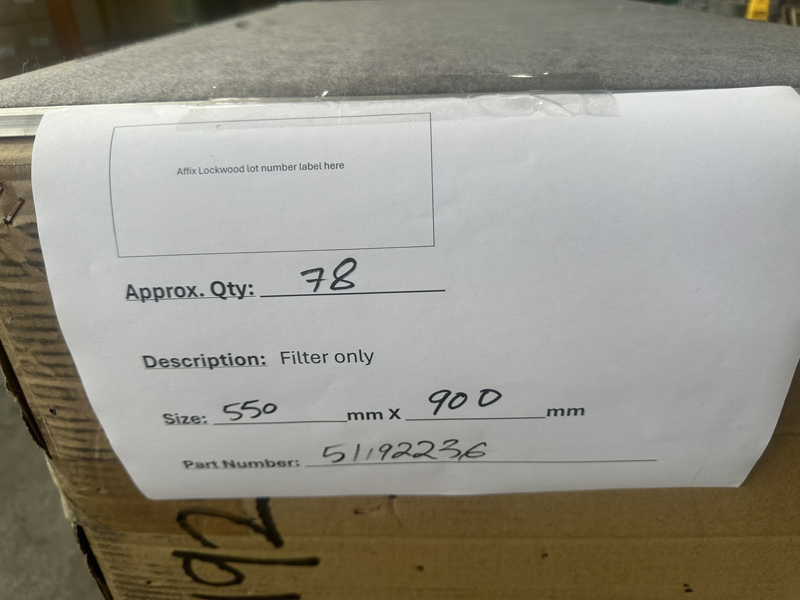 Affix Lockwood lot number label here
Approx. Qty: 78
Description: Filter only
Size: 550 mm X 900 mm
Part Number: 51192236
192